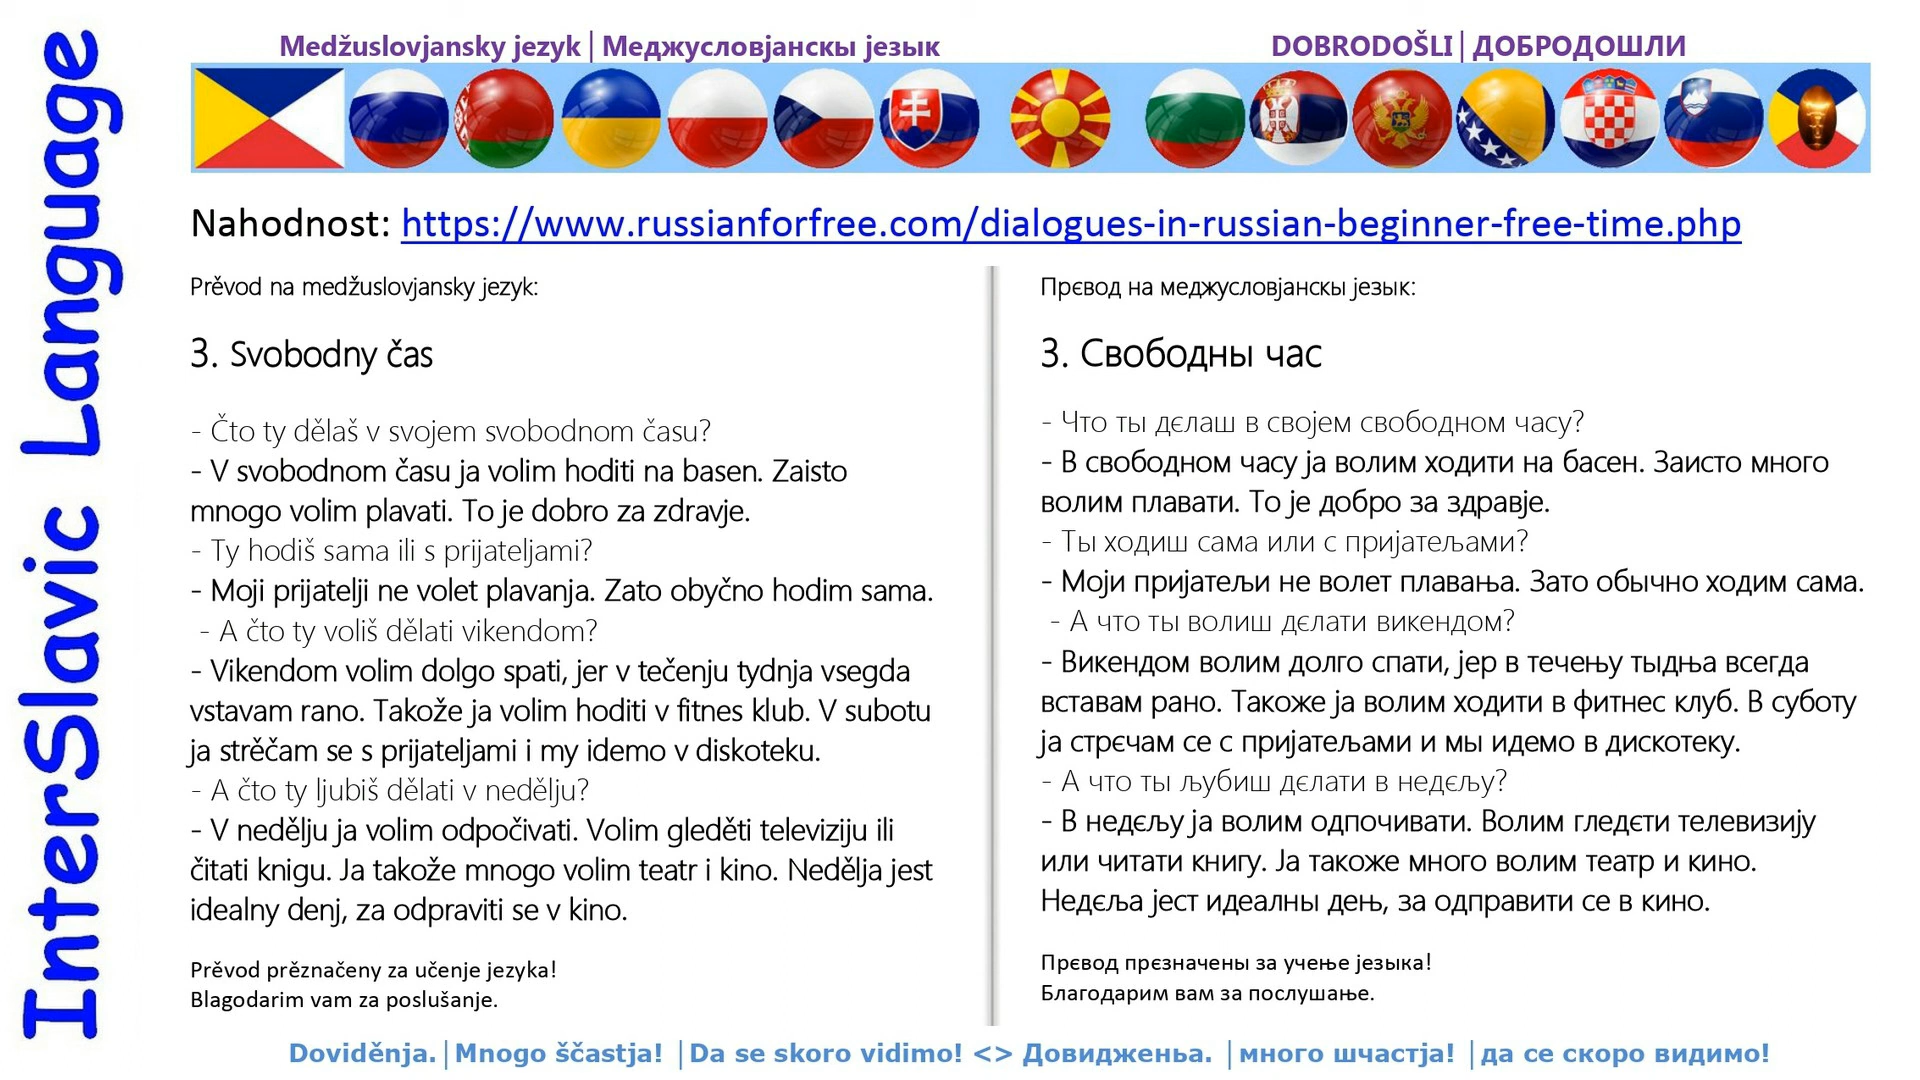 InterSlavic Language
Medžuslovjansky jezyk | Меджусловјанскы језык
DOBRODOŠLI | ДОБРОДОШЛИ
Nahodnost: https://www.russianforfree.com/dialogues-in-russian-beginner-free-time.php
Prěvod na medžuslovjansky jezyk:
3. Svobodny čas
- Čto ty dělaš v svojem svobodnom času?
- V svobodnom času ja volim hoditi na basen. Zaisto
mnogo volim plavati. To je dobro za zdravje.
- Ty hodiš sama ili s prijateljami?
- Moji prijatelji ne volet plavanja. Zato obyčno hodim sama.
- A čto ty voliš dělati vikendom?
- Vikendom volim dolgo spati, jer v tečenju tydnja vsegda
vstavam rano. Takože ja volim hoditi v fitnes klub. V subotu
ja strěčam se s prijateljami i my idemo v diskoteku.
- A čto ty ljubiš dělati v nedělju?
- V nedělju ja volim odpočivati. Volim gleděti televiziju ili
čitati knigu. Ja takože mnogo volim teatr i kino. Nedělja jest
idealny denj, za odpraviti se v kino.
Prěvod prěznačeny za učenje jezyka!
Blagodarim vam za poslušanje.
Прєвод на меджусловјанскы језык:
3. Свободны час
- Что ты дєлаш в својем свободном часу?
- В свободном часу ја волим ходити на басен. Заисто много
волим плавати. То је добро за здравје.
- Ты ходиш сама или с пријатељами?
- Моји пријатељи не волет плавања. Зато обычно ходим сама.
- А что ты волиш дєлати викендом?
- Викендом волим долго спати, јер в течењу тыдња всегда
вставам рано. Такоже ја волим ходити в фитнес клуб. В суботу
ја стрєчам се с пријатељами и мы идемо в дискотеку.
- А что ты љубиш дєлати в недєљу?
- В недєљу ја волим одпочивати. Волим гледєти телевизију
или читати книгу. Ја такоже много волим театр и кино.
Недєља јест идеалны дењ, за одправити се в кино.
Прєвод прєзначены за учење језыка!
Благодарим вам за послушање.
Doviděnja. | Mnogo ščastja! | Da se skoro vidimo! <> Довидженьа. | много шчастја! | да се скоро видимо!